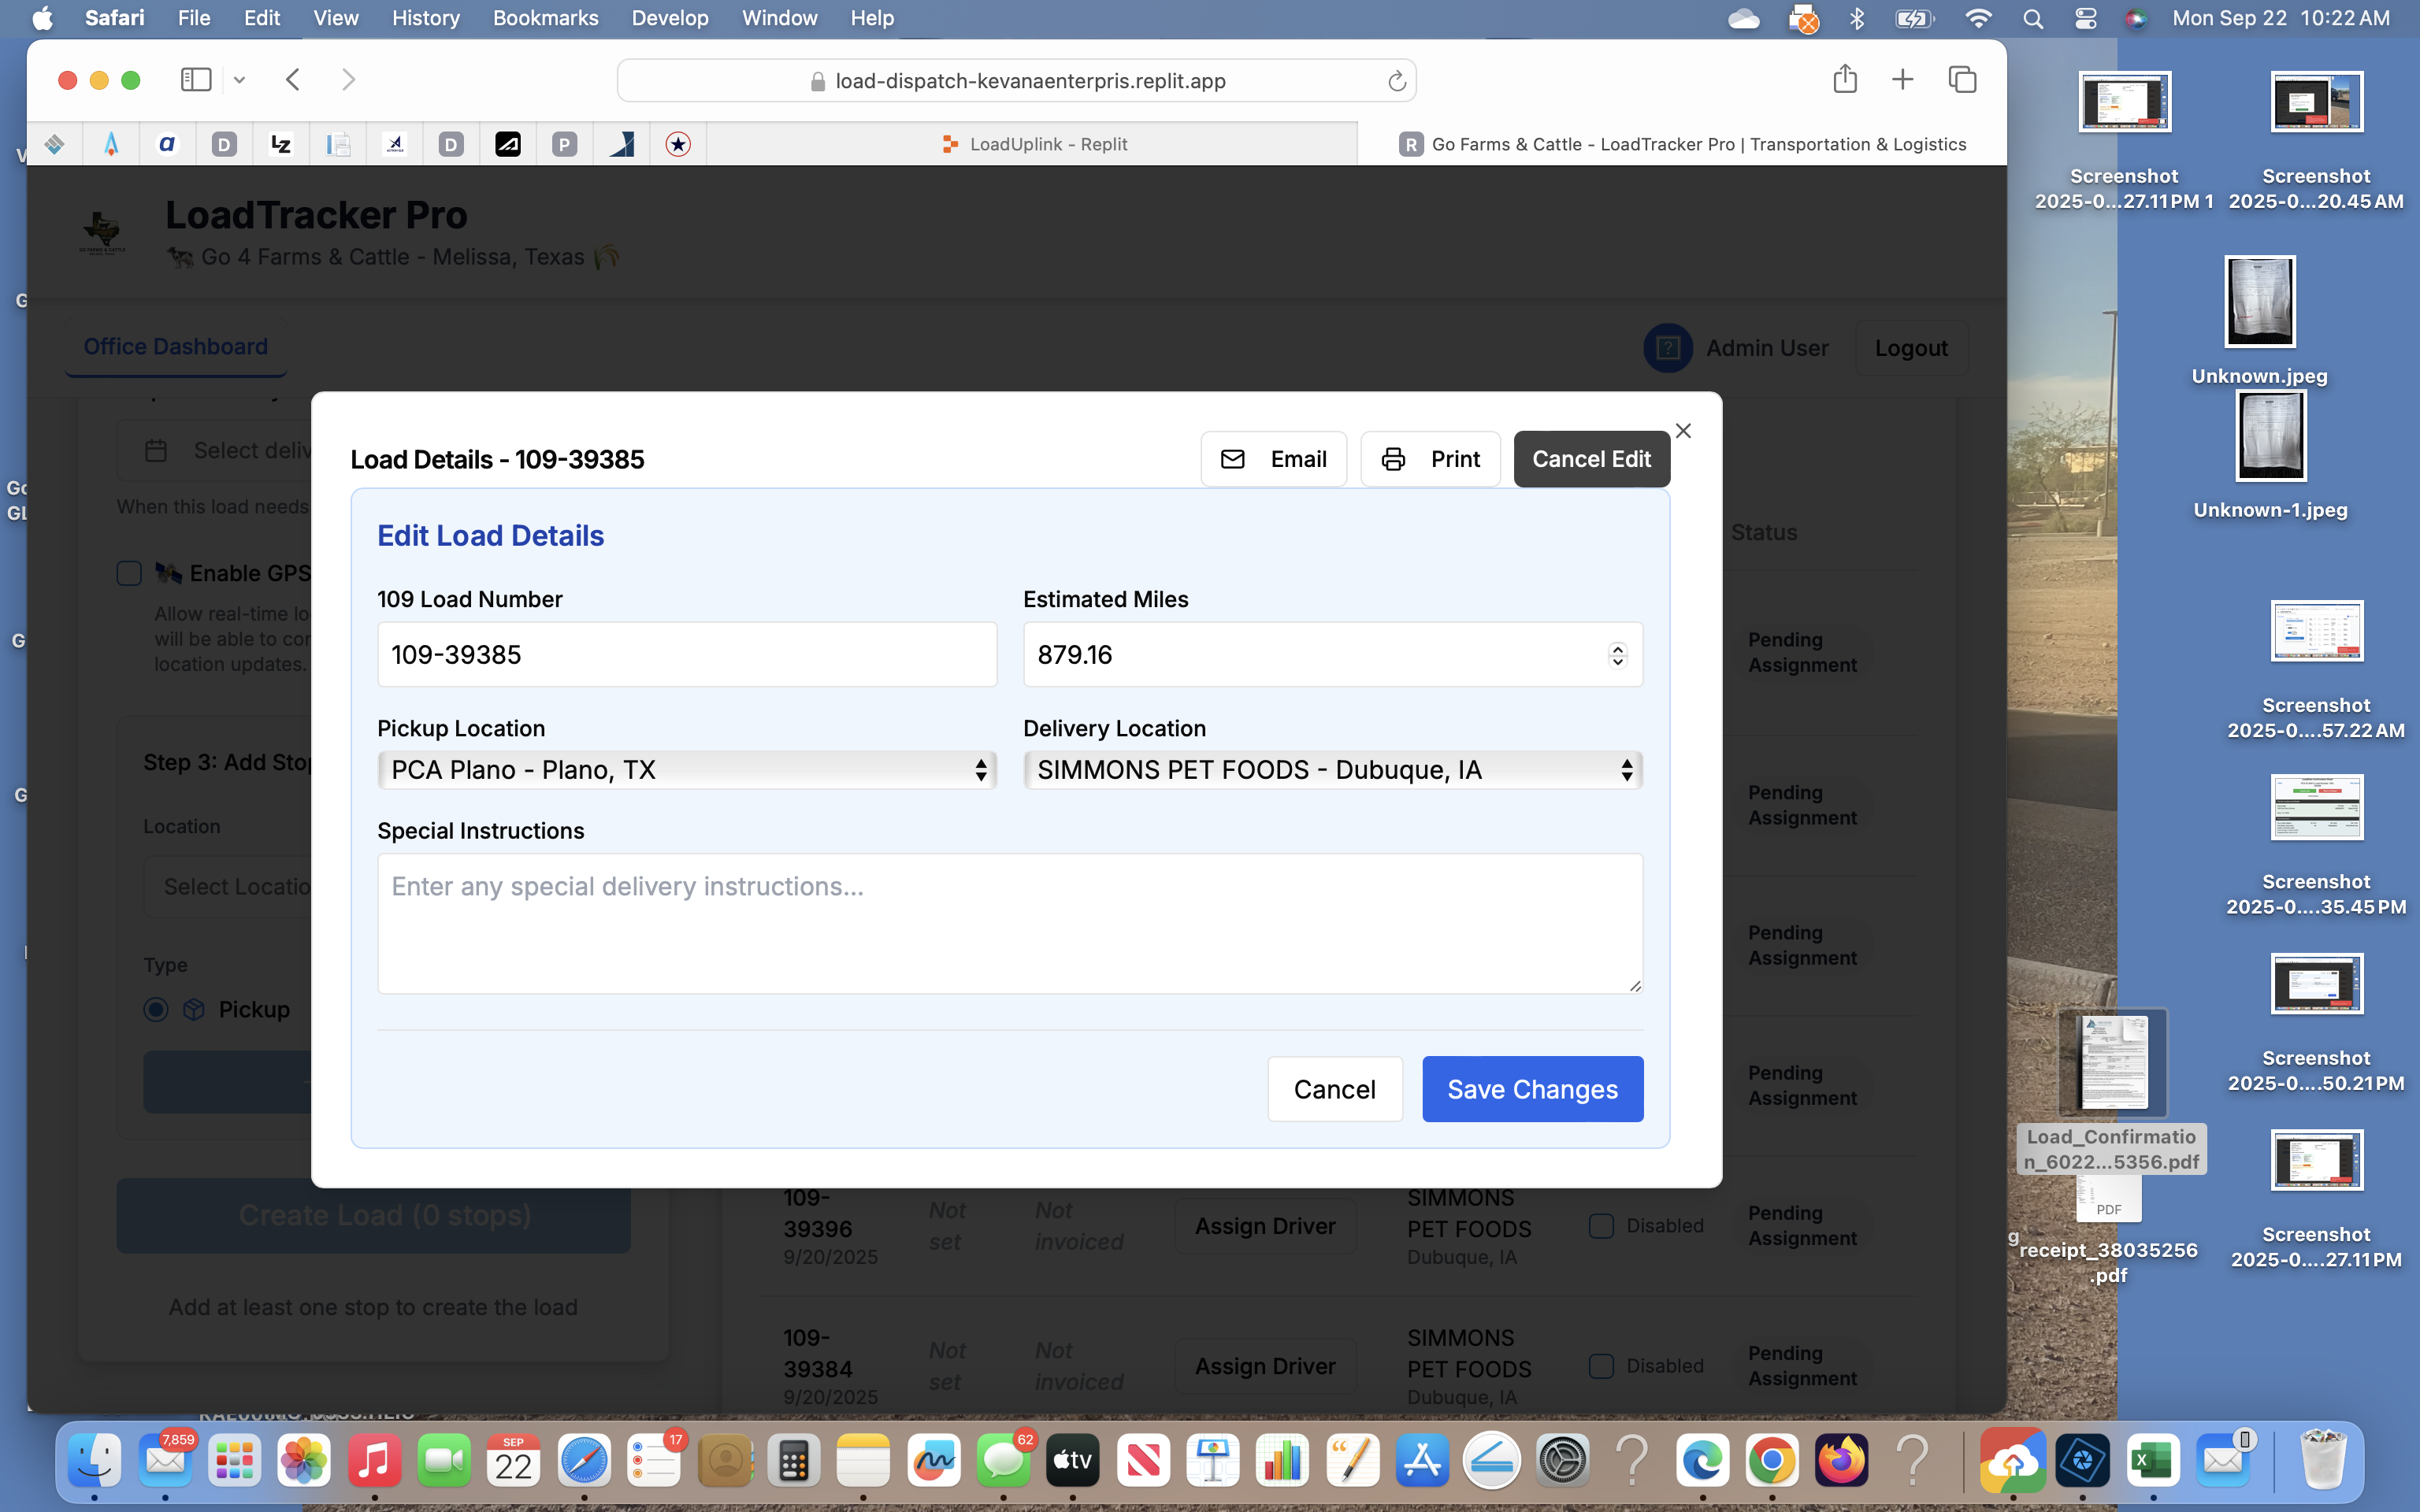 Safari File Edit View History Bookmarks Develop Window Help Mon Sep 22 10:22 AM
load-dispatch-kevanaenterpris.replit.app
a D LZ D P LoadUplink - Replit R Go Farms & Cattle - LoadTracker Pro | Transportation & Logistics
LoadTracker Pro
Go 4 Farms & Cattle - Melissa, Texas
Office Dashboard
Admin User
Logout
Select deliv
When this load needs
Enable GPS
Allow real-time lo
will be able to cor
location updates.
Step 3: Add Stop
Location
Select Locatio
Type
Pickup
Create Load (0 stops)
Add at least one stop to create the load
Load Details - 109-39385
Email
Print
Cancel Edit
Edit Load Details
109 Load Number
109-39385
Estimated Miles
879.16
Pickup Location
PCA Plano - Plano, TX
Delivery Location
SIMMONS PET FOODS - Dubuque, IA
Special Instructions
Enter any special delivery instructions...
Cancel
Save Changes
Status
Pending
Assignment
Pending
Assignment
Pending
Assignment
Pending
Assignment
109-
39396
9/20/2025
Not
set
Not
invoiced
Assign Driver
SIMMONS
PET FOODS
Dubuque, IA
Disabled
Pending
Assignment
109-
39384
9/20/2025
Not
set
Not
invoiced
Assign Driver
SIMMONS
PET FOODS
Dubuque, IA
Disabled
Pending
Assignment
Screenshot
2025-0...27.11 PM 1
Screenshot
2025-0...20.45 AM
Unknown.jpeg
Unknown-1.jpeg
Screenshot
2025-0....57.22 AM
Screenshot
2025-0....35.45 PM
Screenshot
2025-0....50.21 PM
Load_Confirmatio
n_6022...5356.pdf
PDF
receipt_38035256
.pdf
Screenshot
2025-0....27.11 PM
7,859
SEP
22
17
62
tv